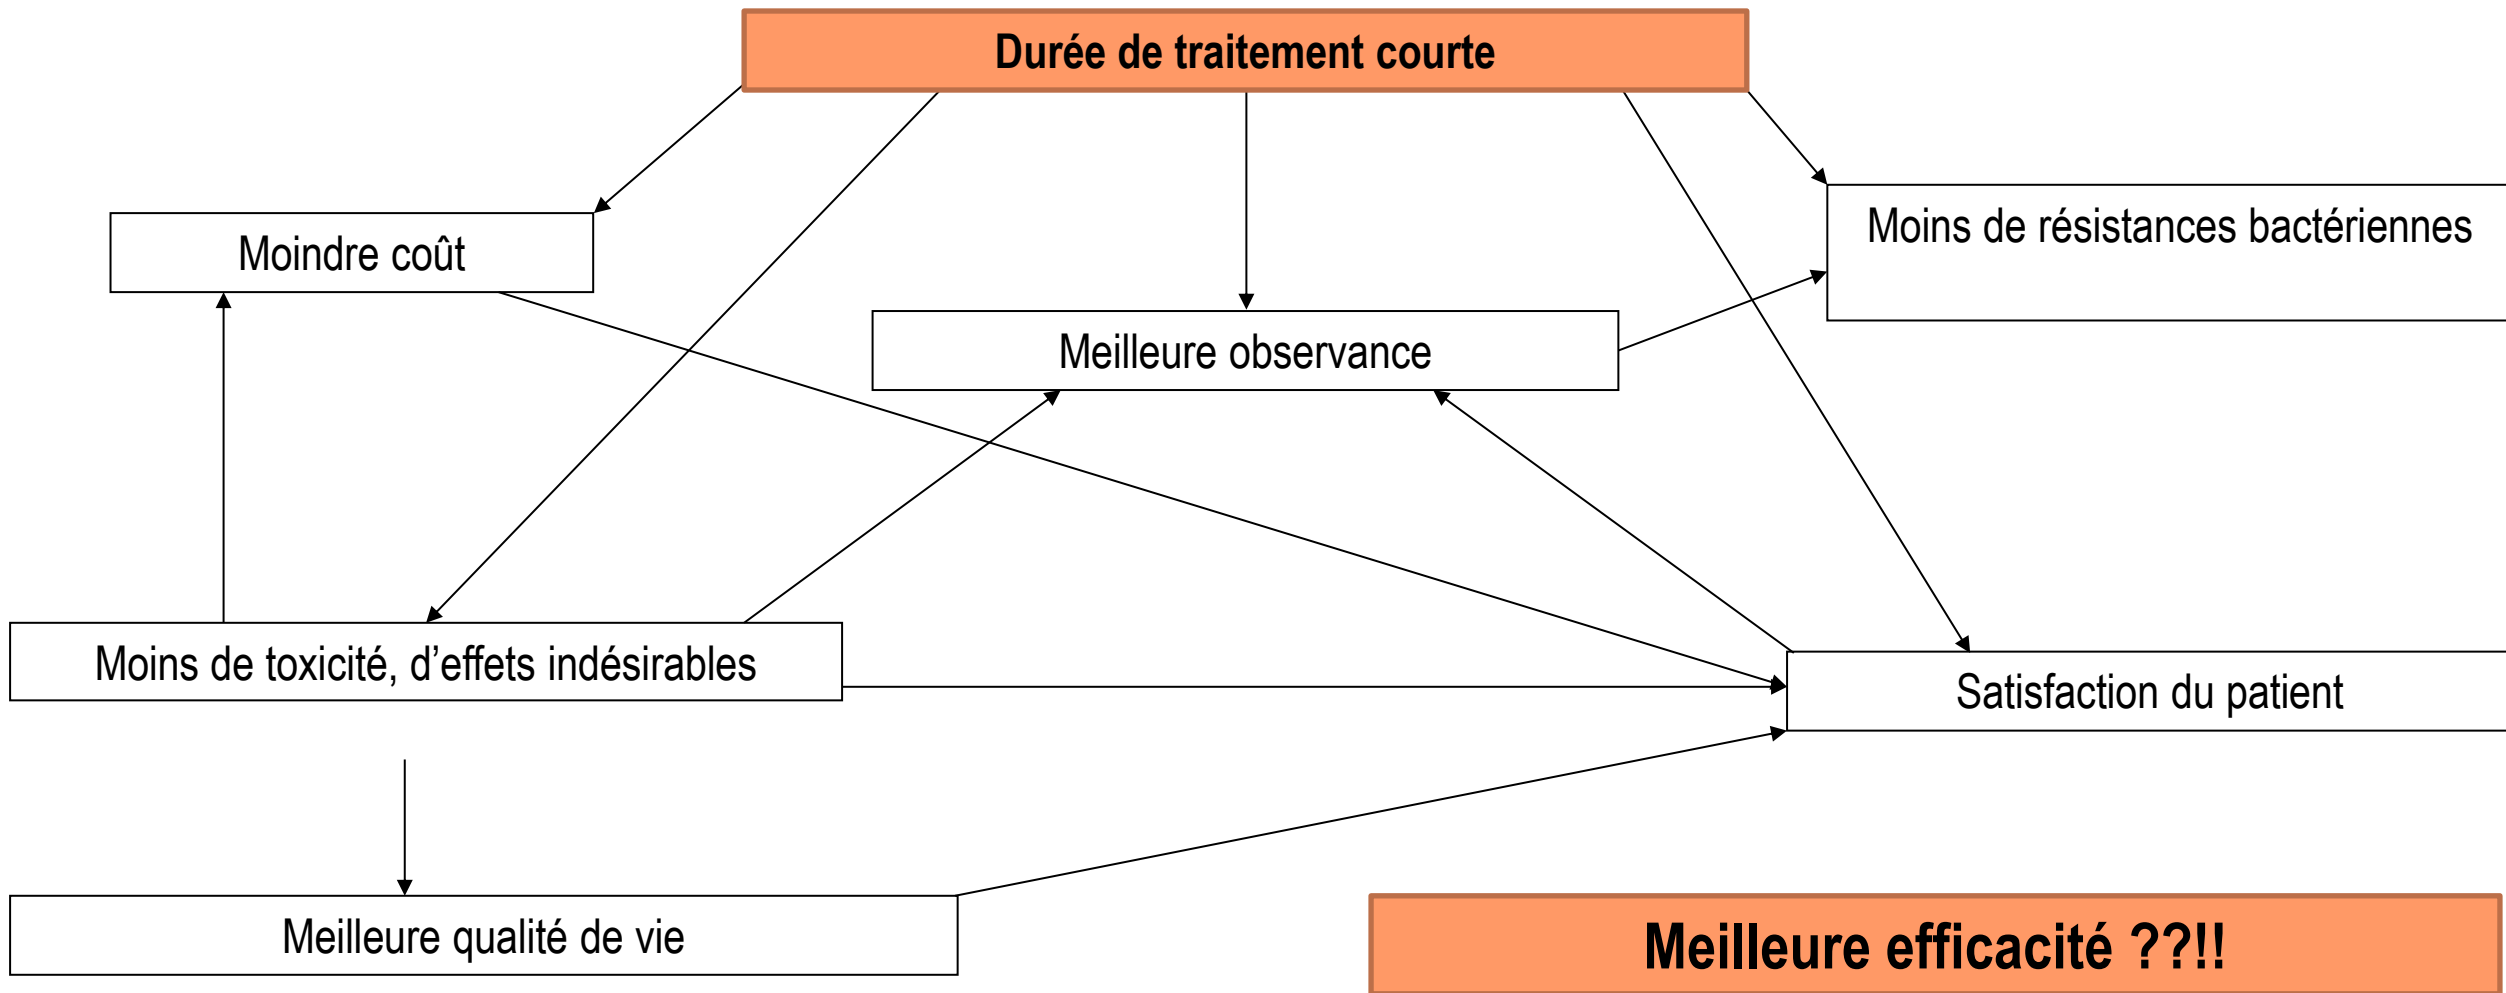 Durée de traitement courte
Moins de résistances bactériennes
Moindre coût
Meilleure observance
Moins de toxicité, d’effets indésirables
Satisfaction du patient
Meilleure qualité de vie
Meilleure efficacité ??!!